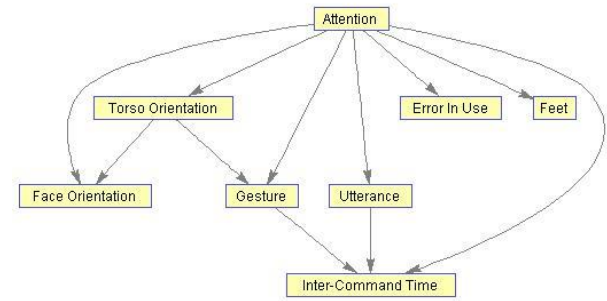 Attention
Torso Orientation
Error In Use
Feet
Face Orientation
Gesture
Utterance
Inter-Command Time